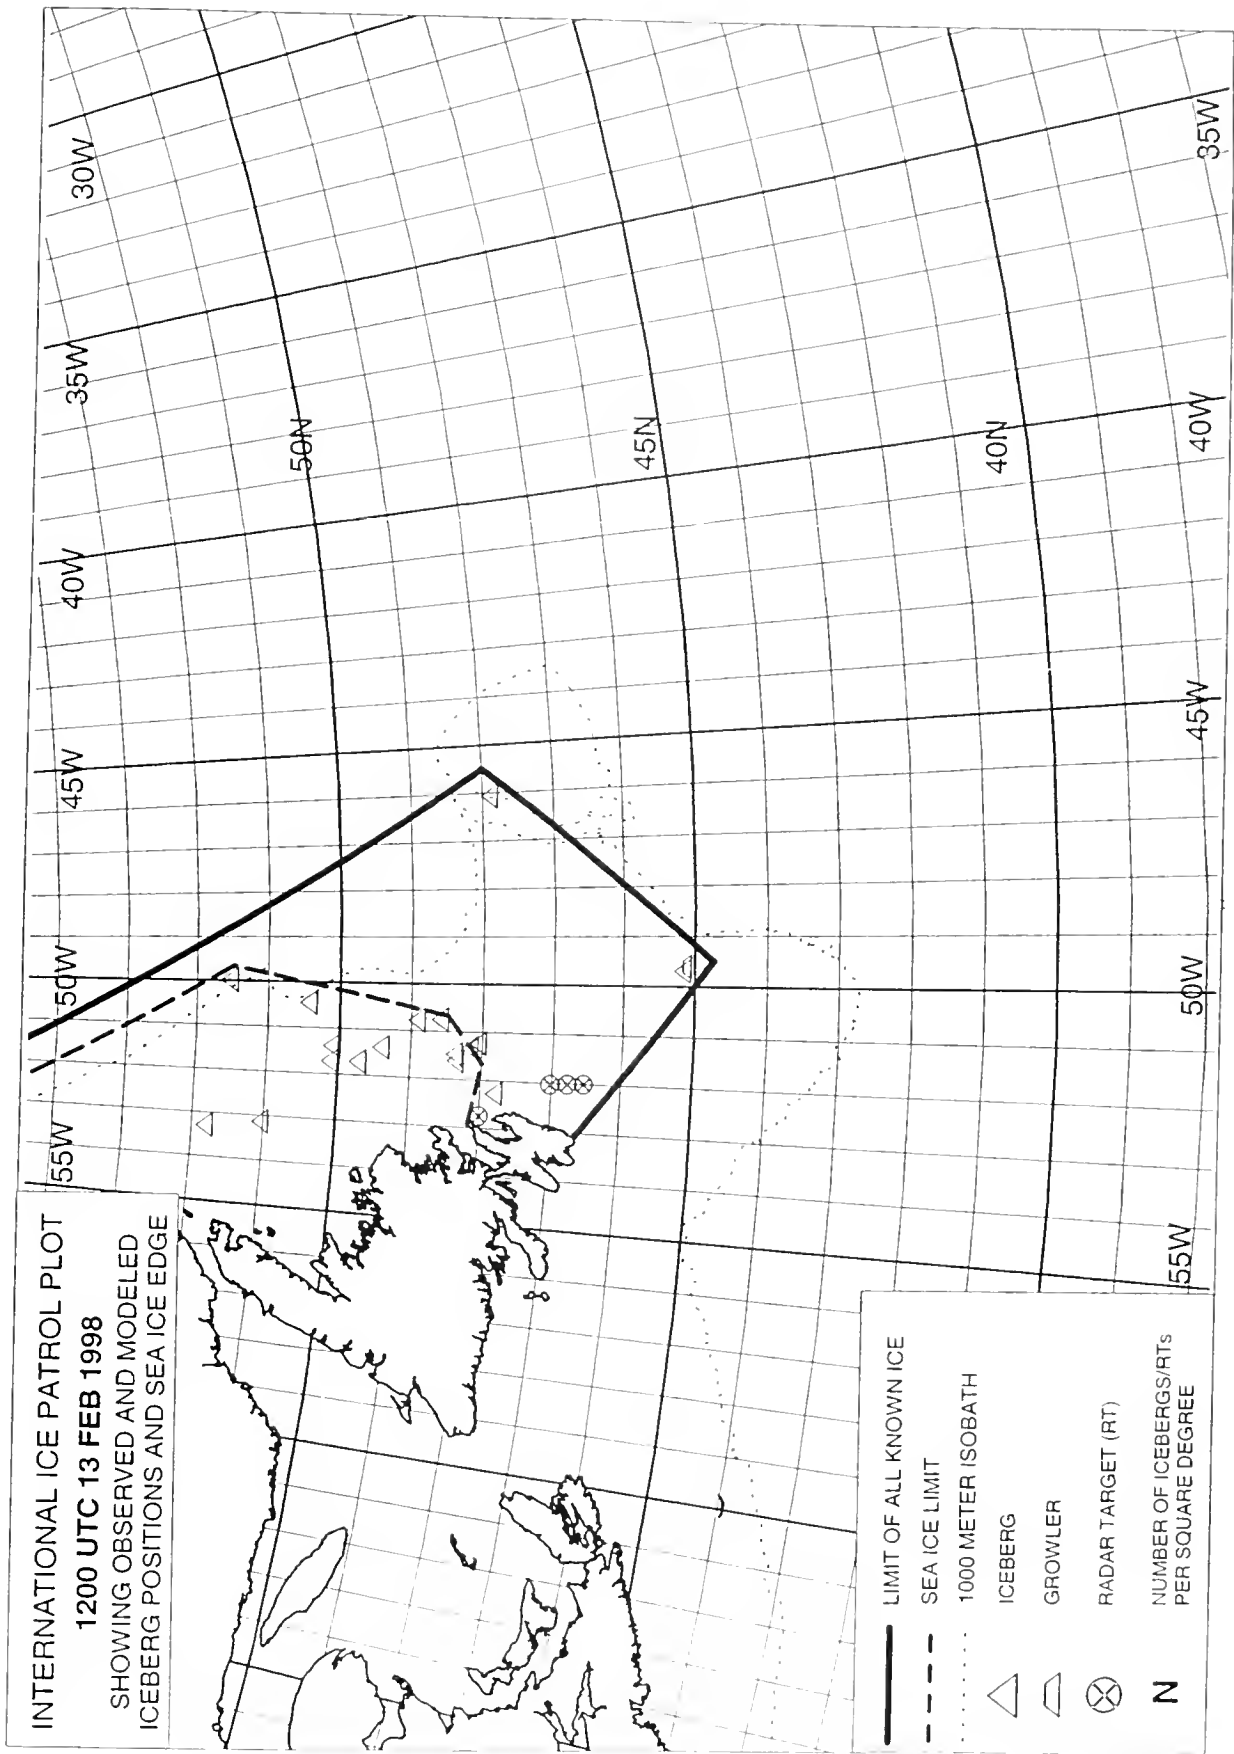 INTERNATIONAL ICE PATROL PLOT
1200 UTC 13 FEB 1998
SHOWING OBSERVED AND MODELED
ICEBERG POSITIONS AND SEA ICE EDGE
55W
50W
45W
40W
35W
30W
50N
45N
40N
55W
50W
45W
40W
35W
LIMIT OF ALL KNOWN ICE
SEA ICE LIMIT
1000 METER ISOBATH
ICEBERG
GROWLER
RADAR TARGET (RT)
N NUMBER OF ICEBERGS/RTs
PER SQUARE DEGREE